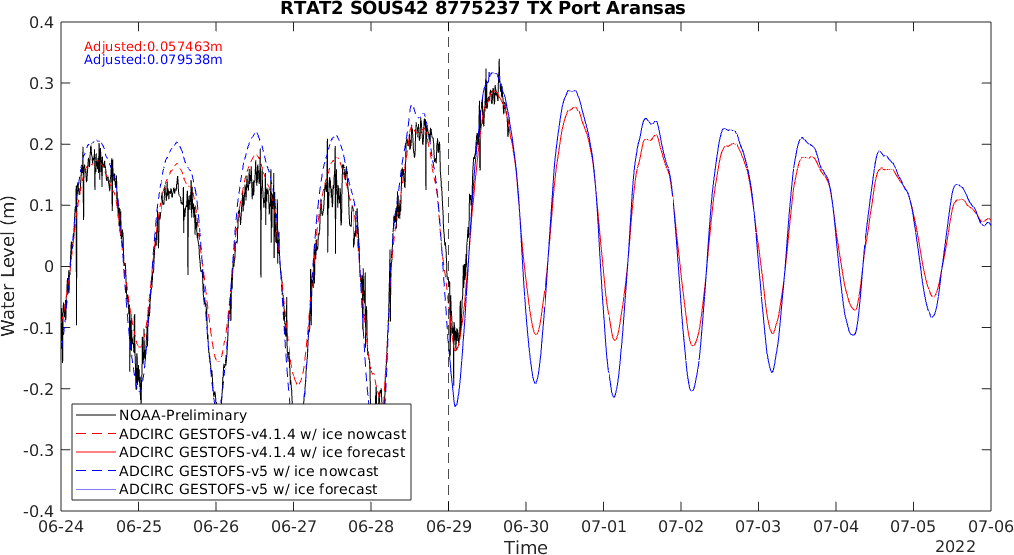 RTAT2 SOUS42 8775237 TX Port Aransas
Adjusted:0.057463m
Adjusted:0.079538m
Water Level (m)
0.4
0.3
0.2
0.1
0
-0.1
-0.2
-0.3
-0.4
NOAA-Preliminary
ADCIRC GESTOFS-v4.1.4 w/ ice nowcast
ADCIRC GESTOFS-v4.1.4 w/ ice forecast
ADCIRC GESTOFS-v5 w/ ice nowcast
ADCIRC GESTOFS-v5 w/ ice forecast
06-24 06-25 06-26 06-27 06-28 06-29 06-30 07-01 07-02 07-03 07-04 07-05 07-06
Time
2022